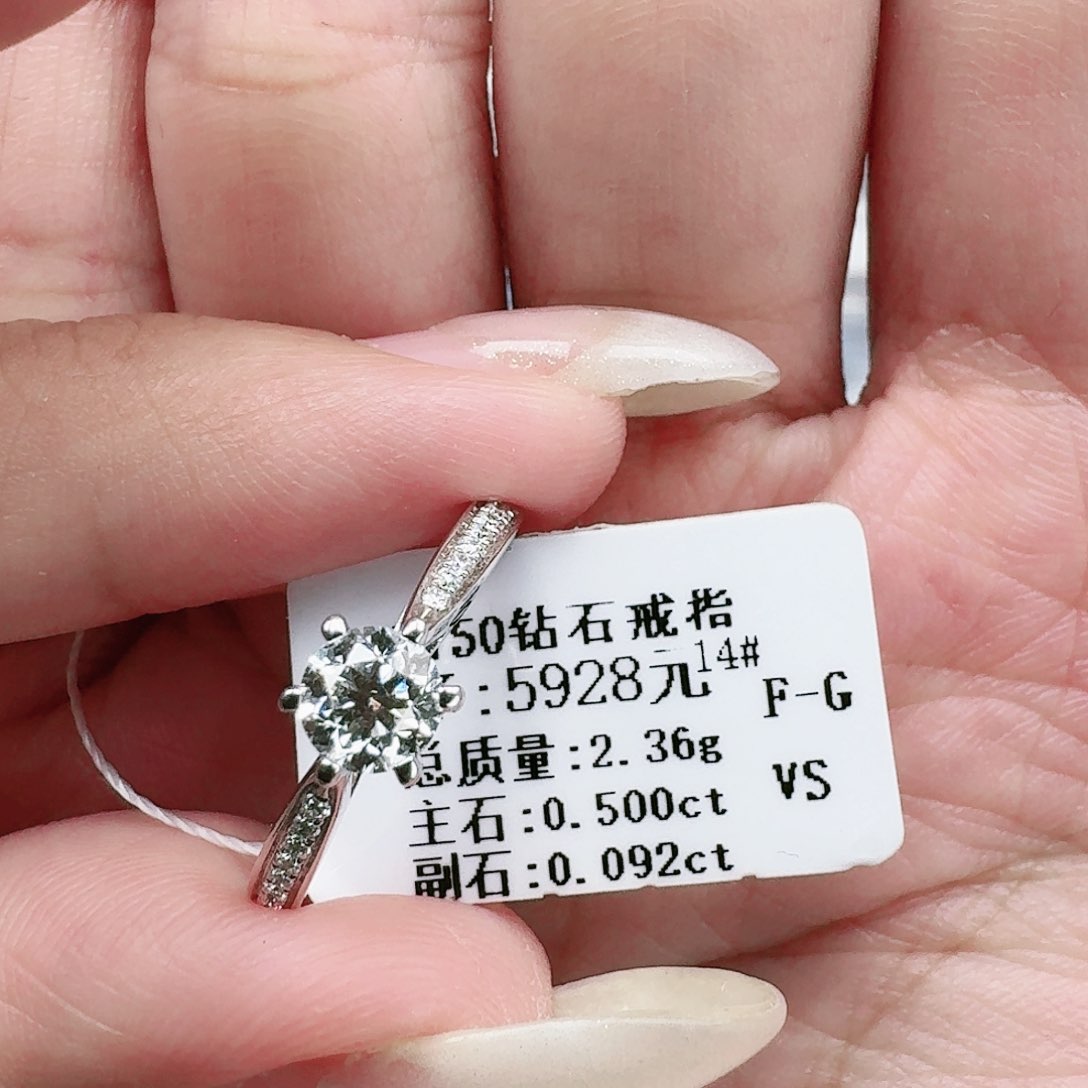 50钻石戒指
:5928元14#
F-G
总质量:2.36g
VS
主石:0.500ct
副石:0.092ct